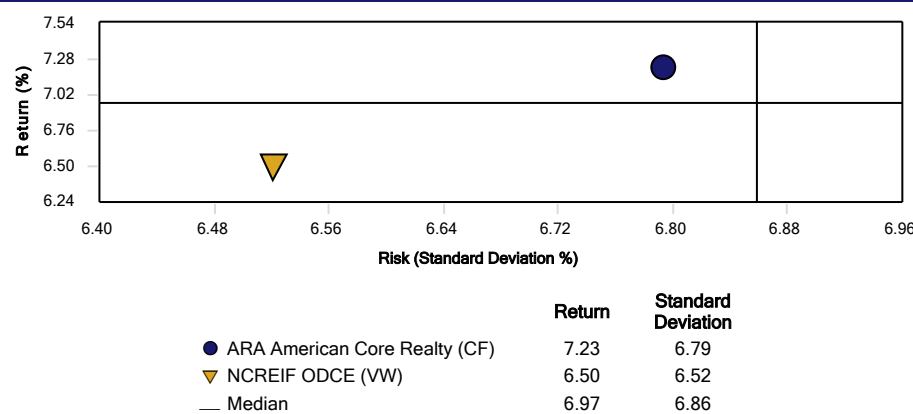 7.54
7.28
7.02
6.76
6.50
6.24
Return (%)
6.40 6.48 6.56 6.64 6.72 6.80 6.88 6.96
Risk (Standard Deviation %)
Return Standard Deviation
ARA American Core Realty (CF) 7.23 6.79
NCREIF ODCE (VW) 6.50 6.52
Median 6.97 6.86